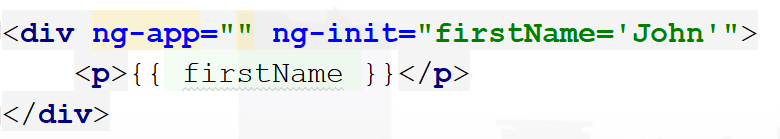 <div ng-app="" ng-init="firstName='John'">
    <p>{{ firstName }}</p>
</div>